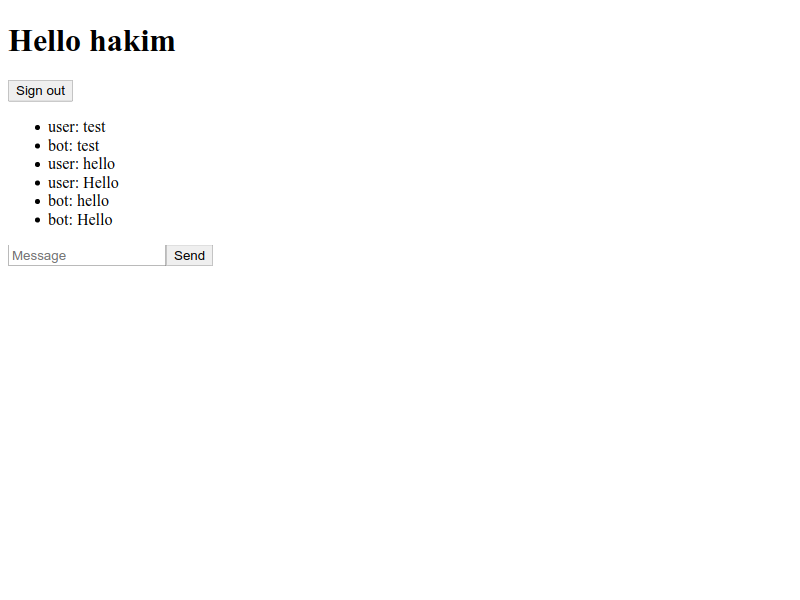 Hello hakim
Sign out
user: test
bot: test
user: hello
user: Hello
bot: hello
bot: Hello
Message Send